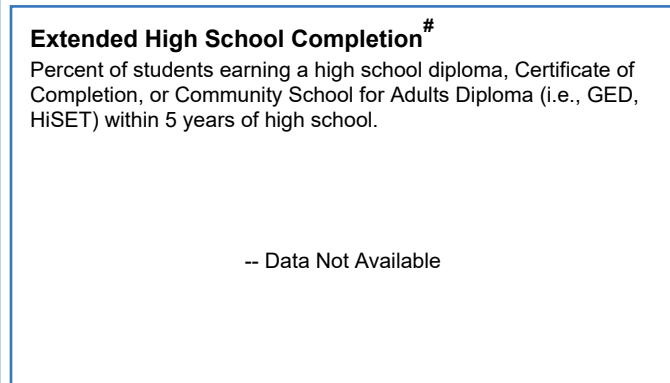 Extended High School Completion#
Percent of students earning a high school diploma, Certificate of
Completion, or Community School for Adults Diploma (i.e., GED,
HiSET) within 5 years of high school.
-- Data Not Available